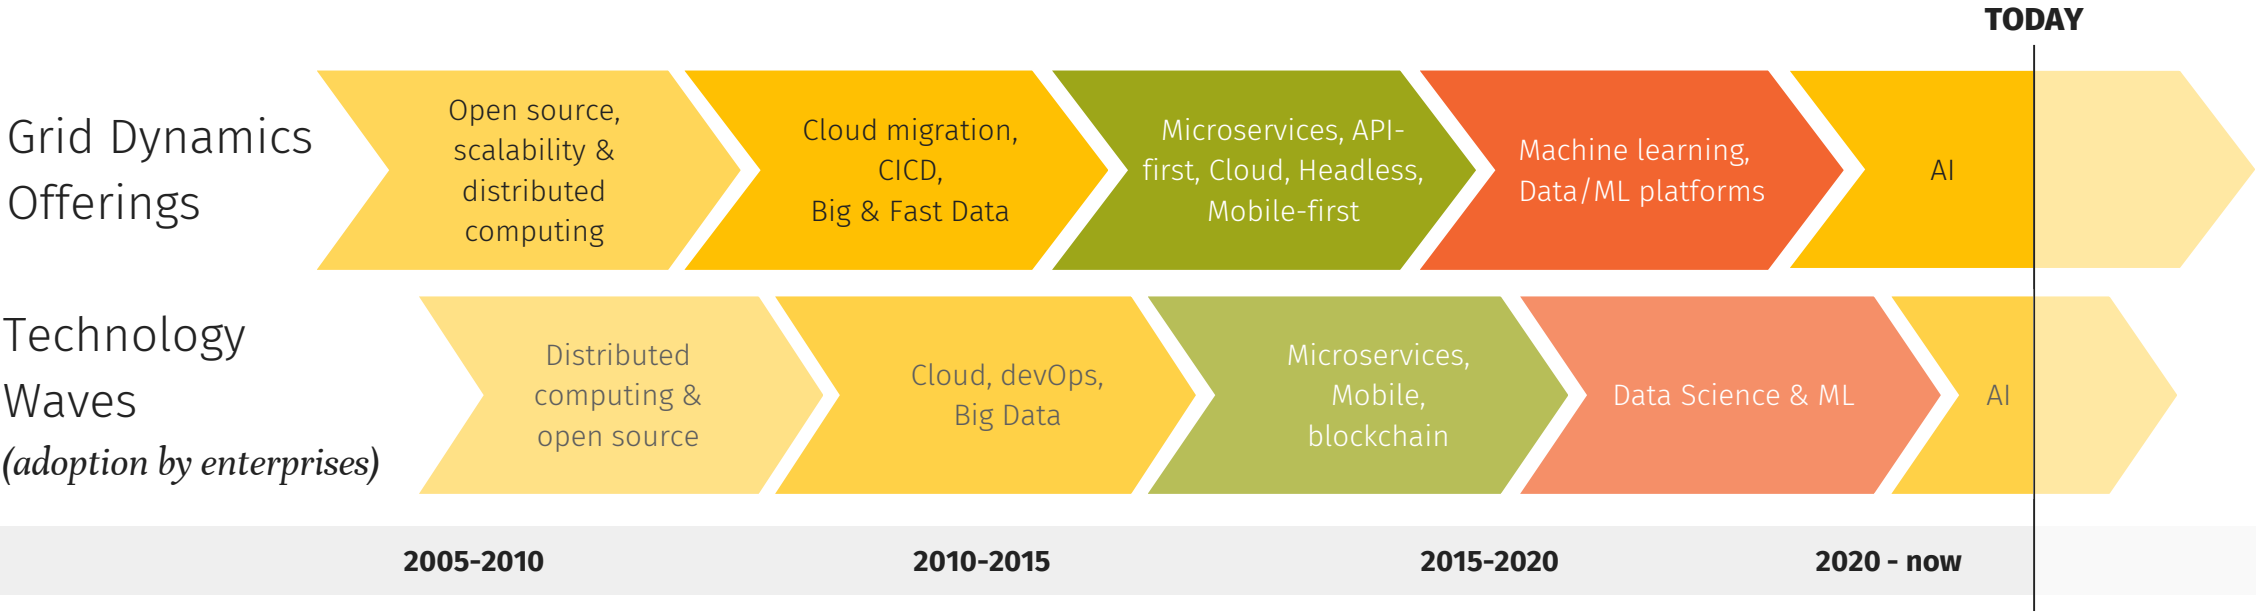 TODAY
Grid Dynamics
Offerings
Open source,
scalability &
distributed
computing
Cloud migration,
CICD,
Big & Fast Data
Microservices, API-
first, Cloud, Headless,
Mobile-first
Machine learning,
Data/ML platforms
AI
Technology
Waves
(adoption by enterprises)
Distributed
computing &
open source
Cloud, devOps,
Big Data
Microservices,
Mobile,
blockchain
Data Science & ML
AI
2005-2010
2010-2015
2015-2020
2020 - now